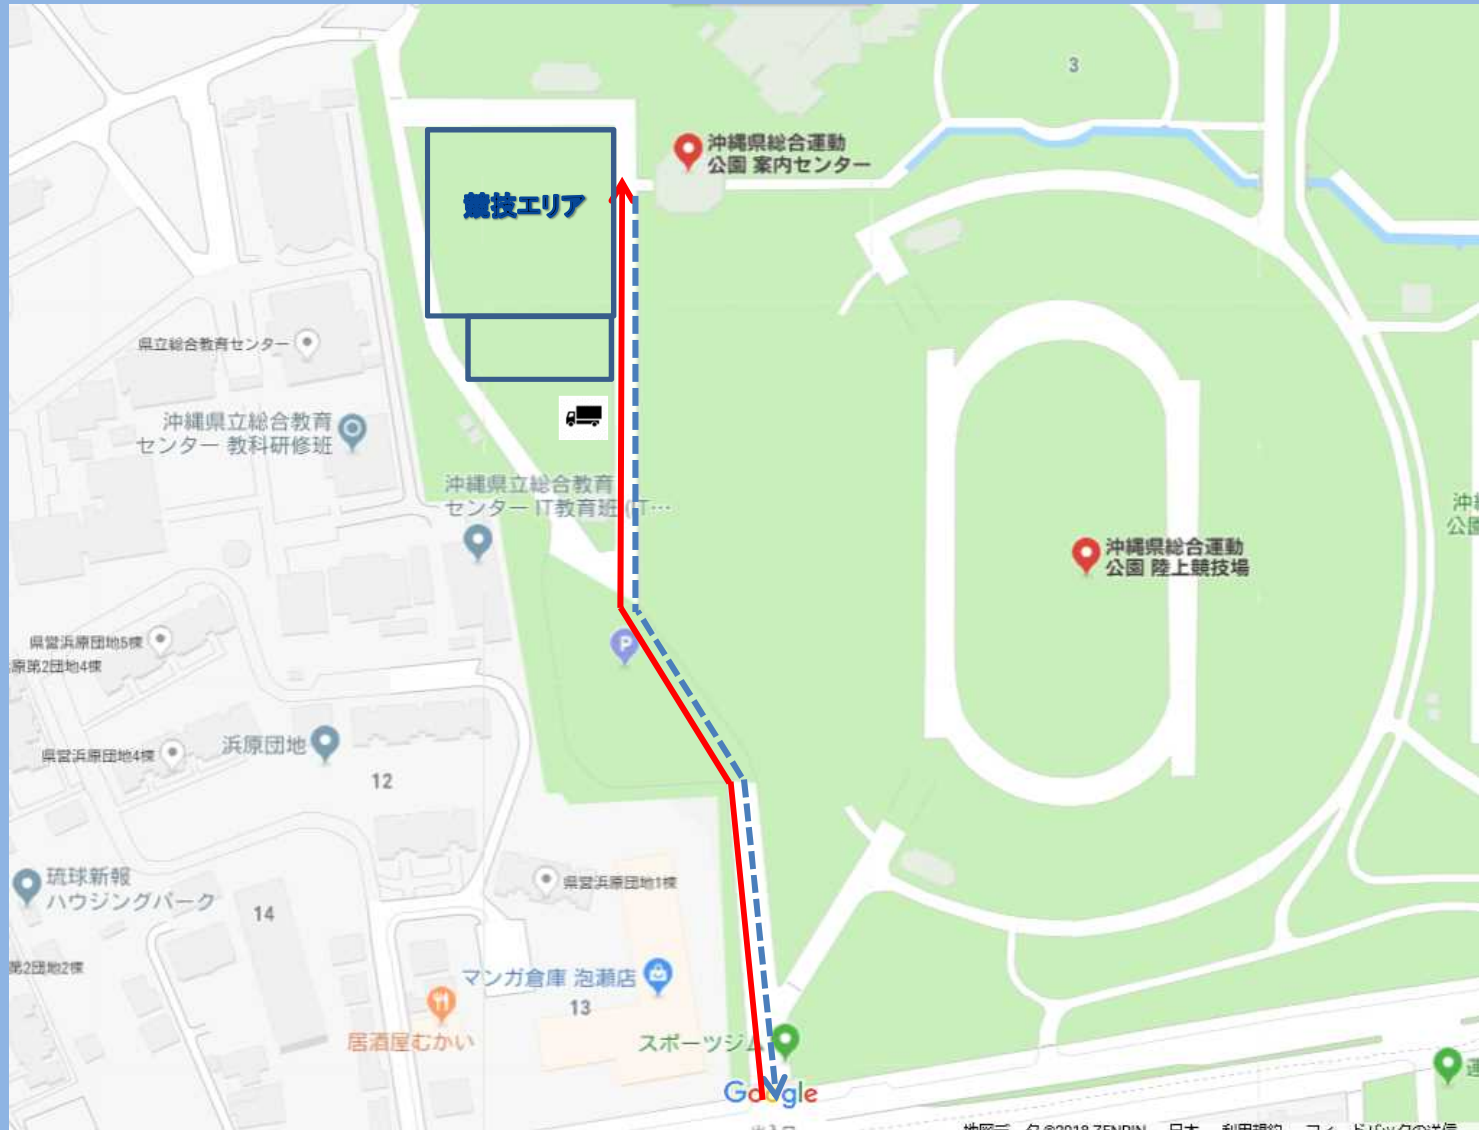 3
沖縄県総合運動
公園 案内センター
競技エリア
県立総合教育センター
沖縄県立総合教育
センター 教科研修班
沖縄県立総合教育
センター IT教育班 (IT…
沖縄県総合運動
公園 陸上競技場
県営浜原団地5棟
原第2団地4棟
P
県営浜原団地4棟
浜原団地
12
琉球新報
ハウジングパーク
14
県営浜原団地1棟
第2団地2棟
マンガ倉庫 泡瀬店
13
居酒屋むかい
スポーツジム
Google